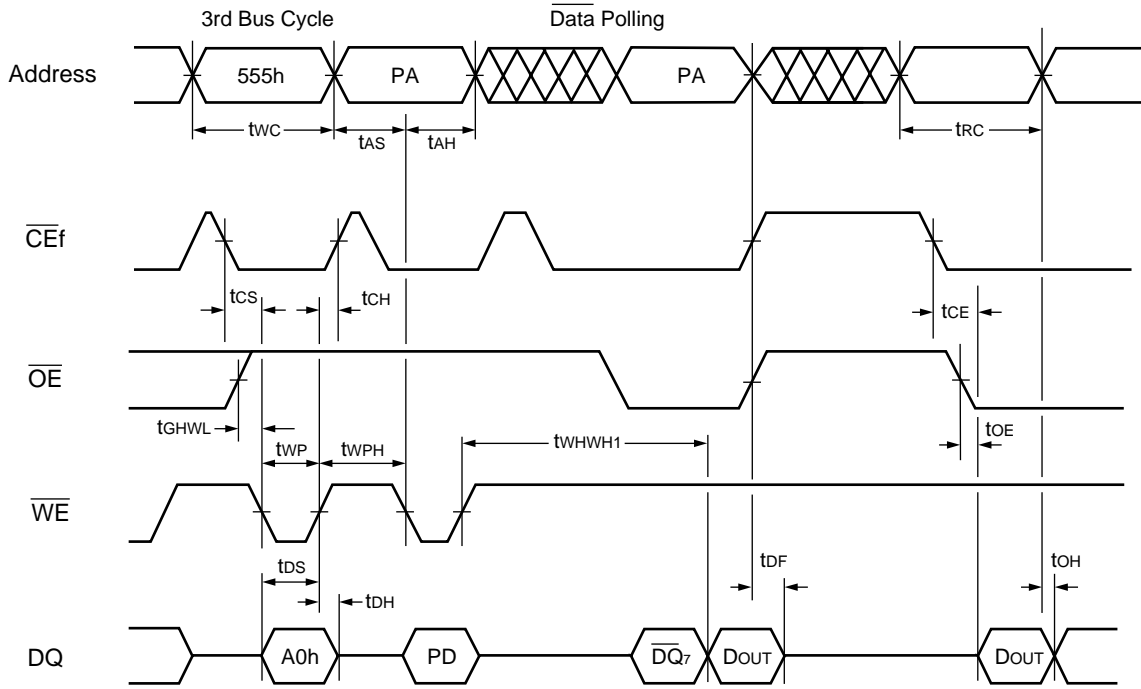 3rd Bus Cycle
Data Polling
Address
555h
PA
PA
tWC
tAS
tAH
tRC
CEf
tCS
tCH
tCE
OE
tGHWL
tWP
tWPH
tWHWH1
tOE
WE
tDS
tDH
tDF
tOH
DQ
A0h
PD
DQ7
DOUT
DOUT